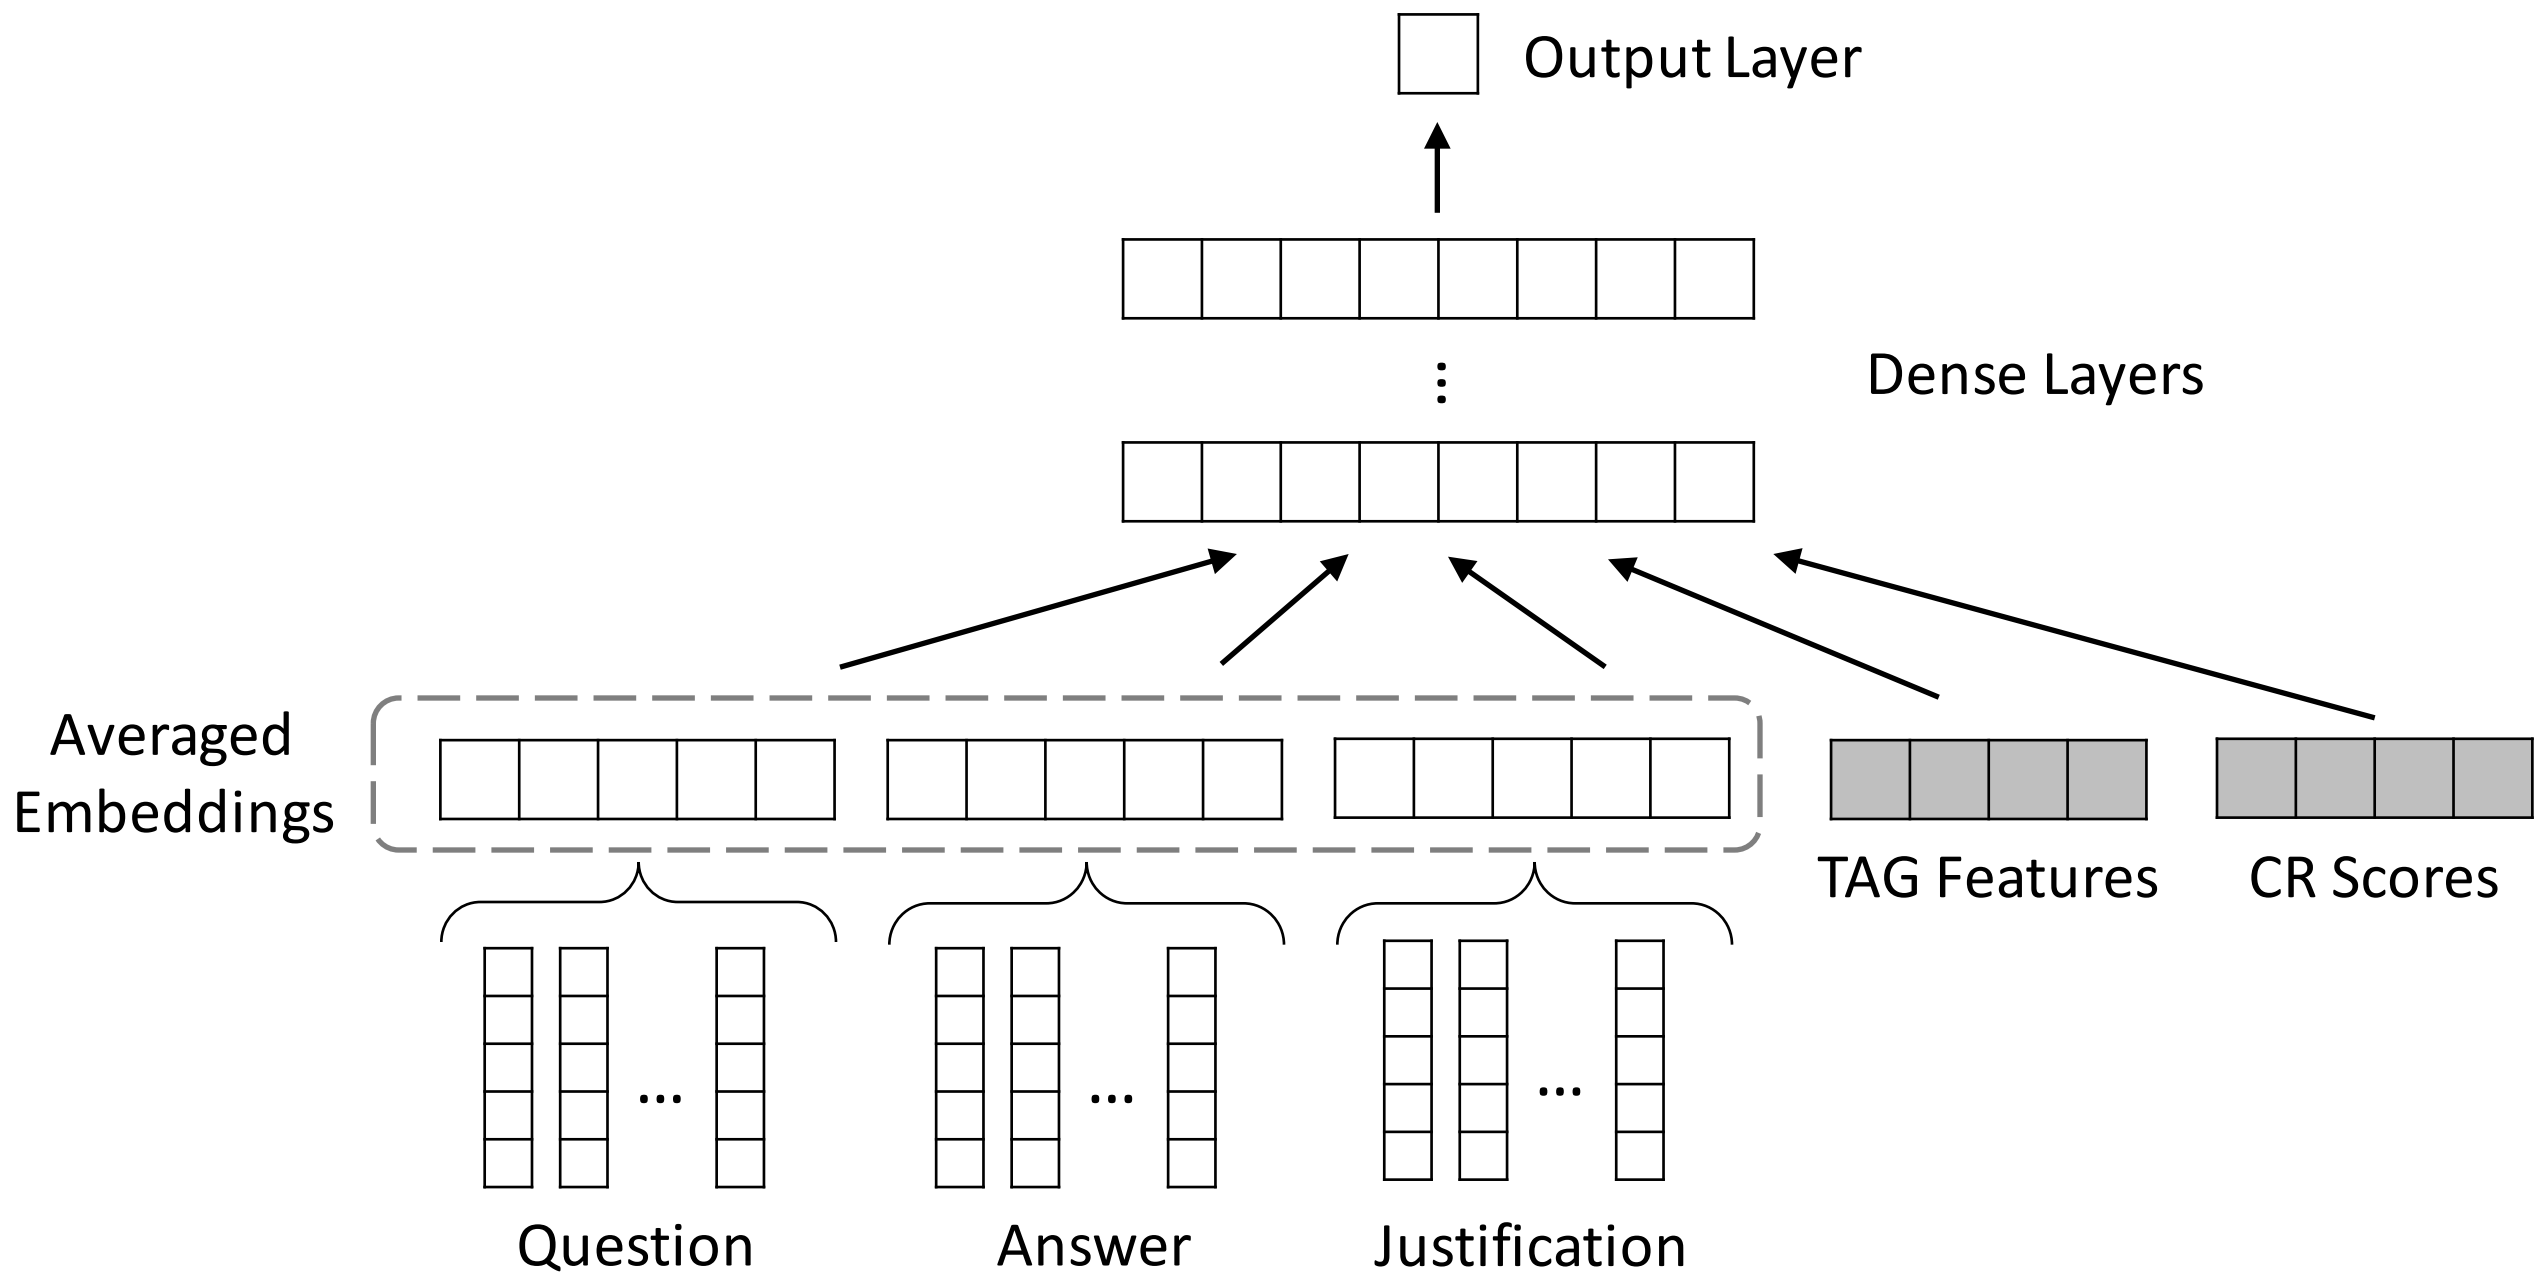 Output Layer
Dense Layers
Averaged
Embeddings
TAG Features
CR Scores
Question
Answer
Justification